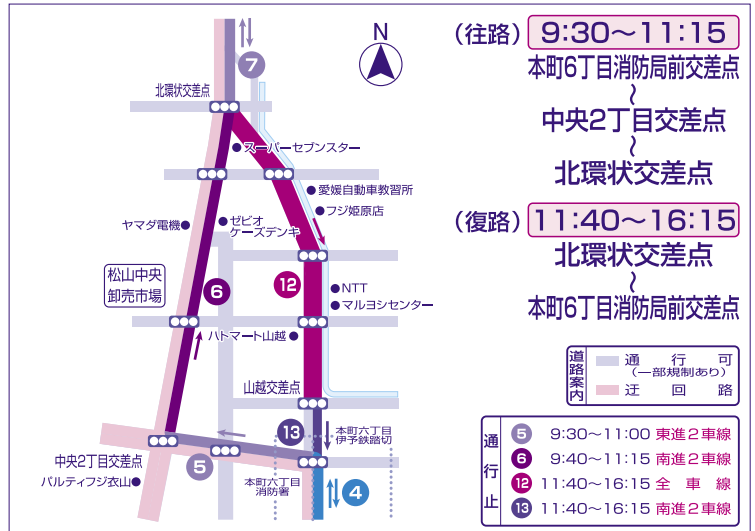 N
(往路) 9:30〜11:15
本町6丁目消防局前交差点
〜
中央2丁目交差点
〜
北環状交差点
(復路) 11:40〜16:15
北環状交差点
〜
本町6丁目消防局前交差点
道路案内
通行可
(一部規制あり)
迂回路
通行止
5 9:30〜11:00 東進2車線
6 9:40〜11:15 南進2車線
12 11:40〜16:15 全車線
13 11:40〜16:15 南進2車線
7
北環状交差点
スーパーセブンスター
愛媛自動車教習所
フジ姫原店
ヤマダ電機
ゼビオ
ケーズデンキ
松山中央
卸売市場
6
12
NTT
マルヨシセンター
ハトマート山越
山越交差点
13
本町六丁目
伊予鉄踏切
中央2丁目交差点
5
パルティフジ衣山
本町六丁目
消防署
4